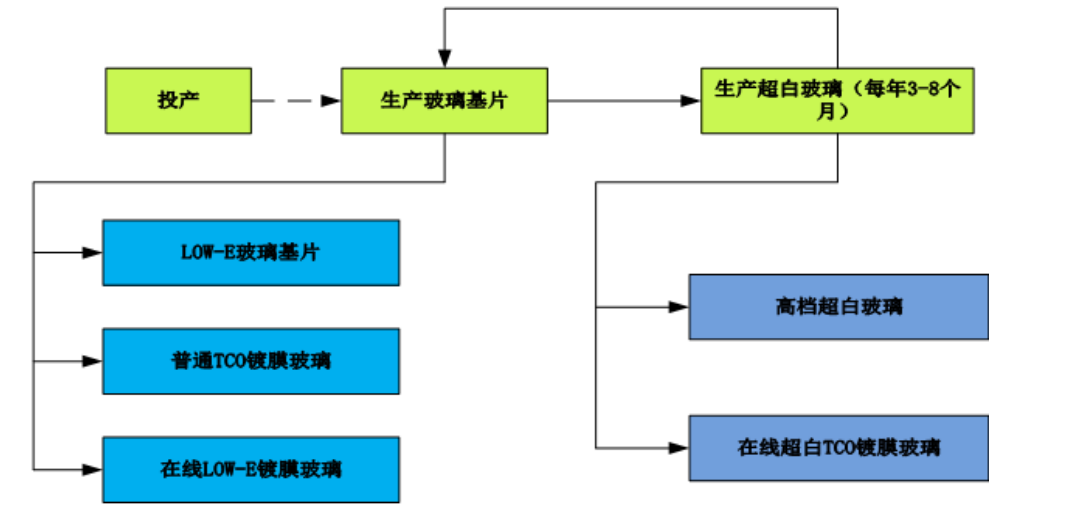 投产
生产玻璃基片
生产超白玻璃（每年3-8个
月）
LOW-E玻璃基片
普通TCO镀膜玻璃
在线LOW-E镀膜玻璃
高档超白玻璃
在线超白TCO镀膜玻璃